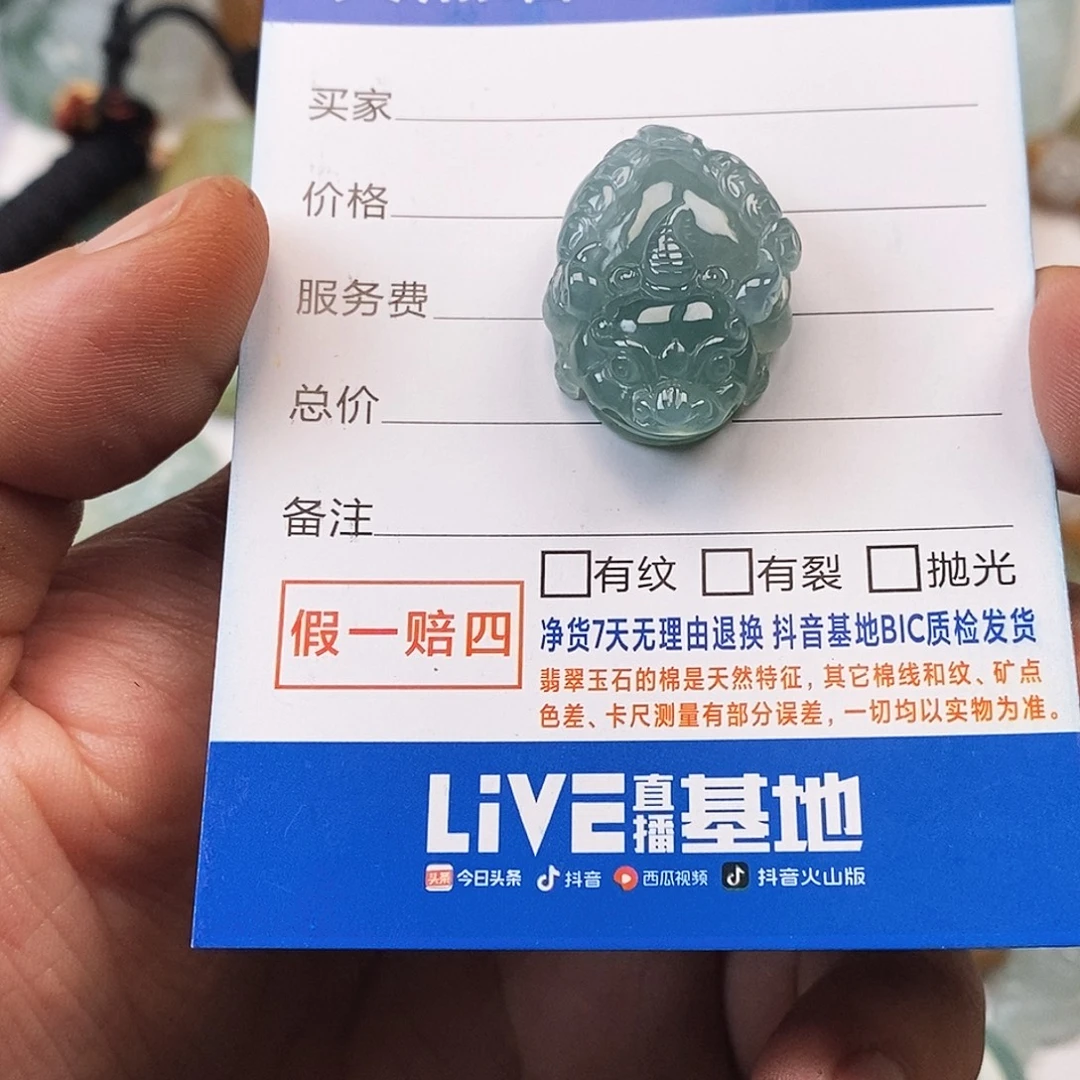 买家
价格
服务费
总价
备注
有纹 有裂 抛光
假一赔四
净货7天无理由退换 抖音基地BIC质检发货
翡翠玉石的棉是天然特征，其它棉线和纹、矿点
色差、卡尺测量有部分误差，一切均以实物为准。
LiVE直播基地
头条 今日头条 抖音 西瓜视频 抖音火山版